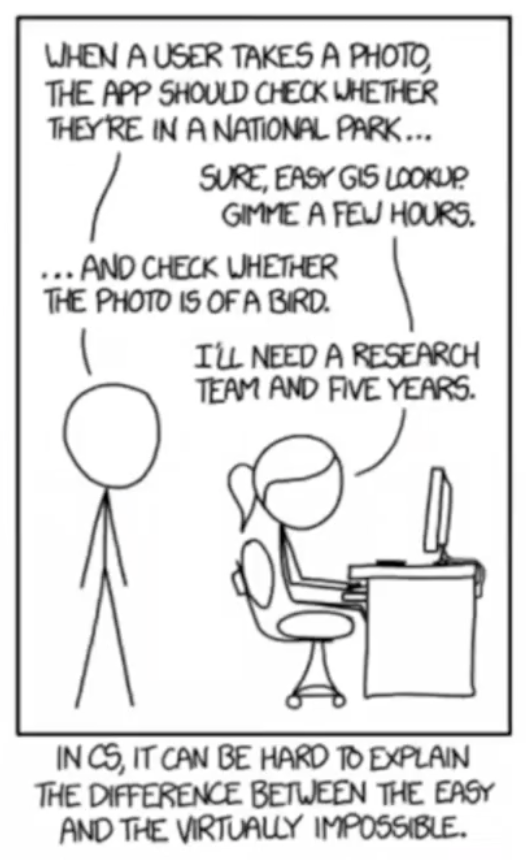 WHEN A USER TAKES A PHOTO,
THE APP SHOULD CHECK WHETHER
THEY'RE IN A NATIONAL PARK...
SURE, EASY GIS LOOKUP.
GIMME A FEW HOURS.
...AND CHECK WHETHER
THE PHOTO IS OF A BIRD.
I'LL NEED A RESEARCH
TEAM AND FIVE YEARS.
IN CS, IT CAN BE HARD TO EXPLAIN
THE DIFFERENCE BETWEEN THE EASY
AND THE VIRTUALLY IMPOSSIBLE.